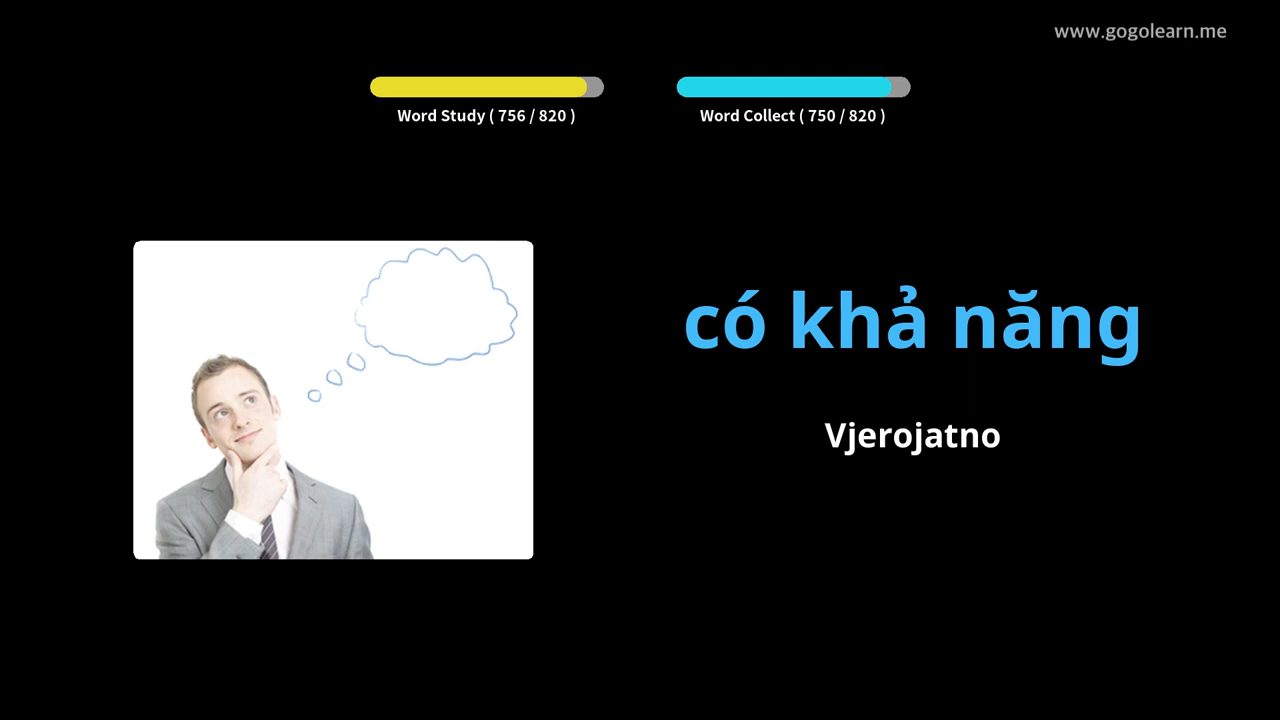 www.gogolearn.me
Word Study ( 756 / 820 )
Word Collect ( 750 / 820 )
có khả năng
Vjerojatno